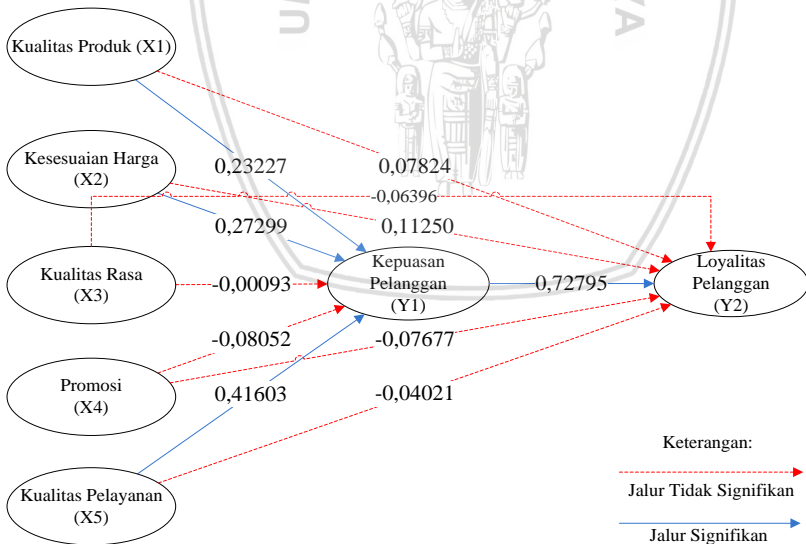 Kualitas Produk (X1)
Kesesuaian Harga
(X2)
Kualitas Rasa
(X3)
Promosi
(X4)
Kualitas Pelayanan
(X5)
0,23227
0,07824
-0,06396
0,27299
0,11250
-0,00093
-0,08052
-0,07677
0,41603
-0,04021
Kepuasan
Pelanggan
(Y1)
0,72795
Loyalitas
Pelanggan
(Y2)
Keterangan:
Jalur Tidak Signifikan
Jalur Signifikan